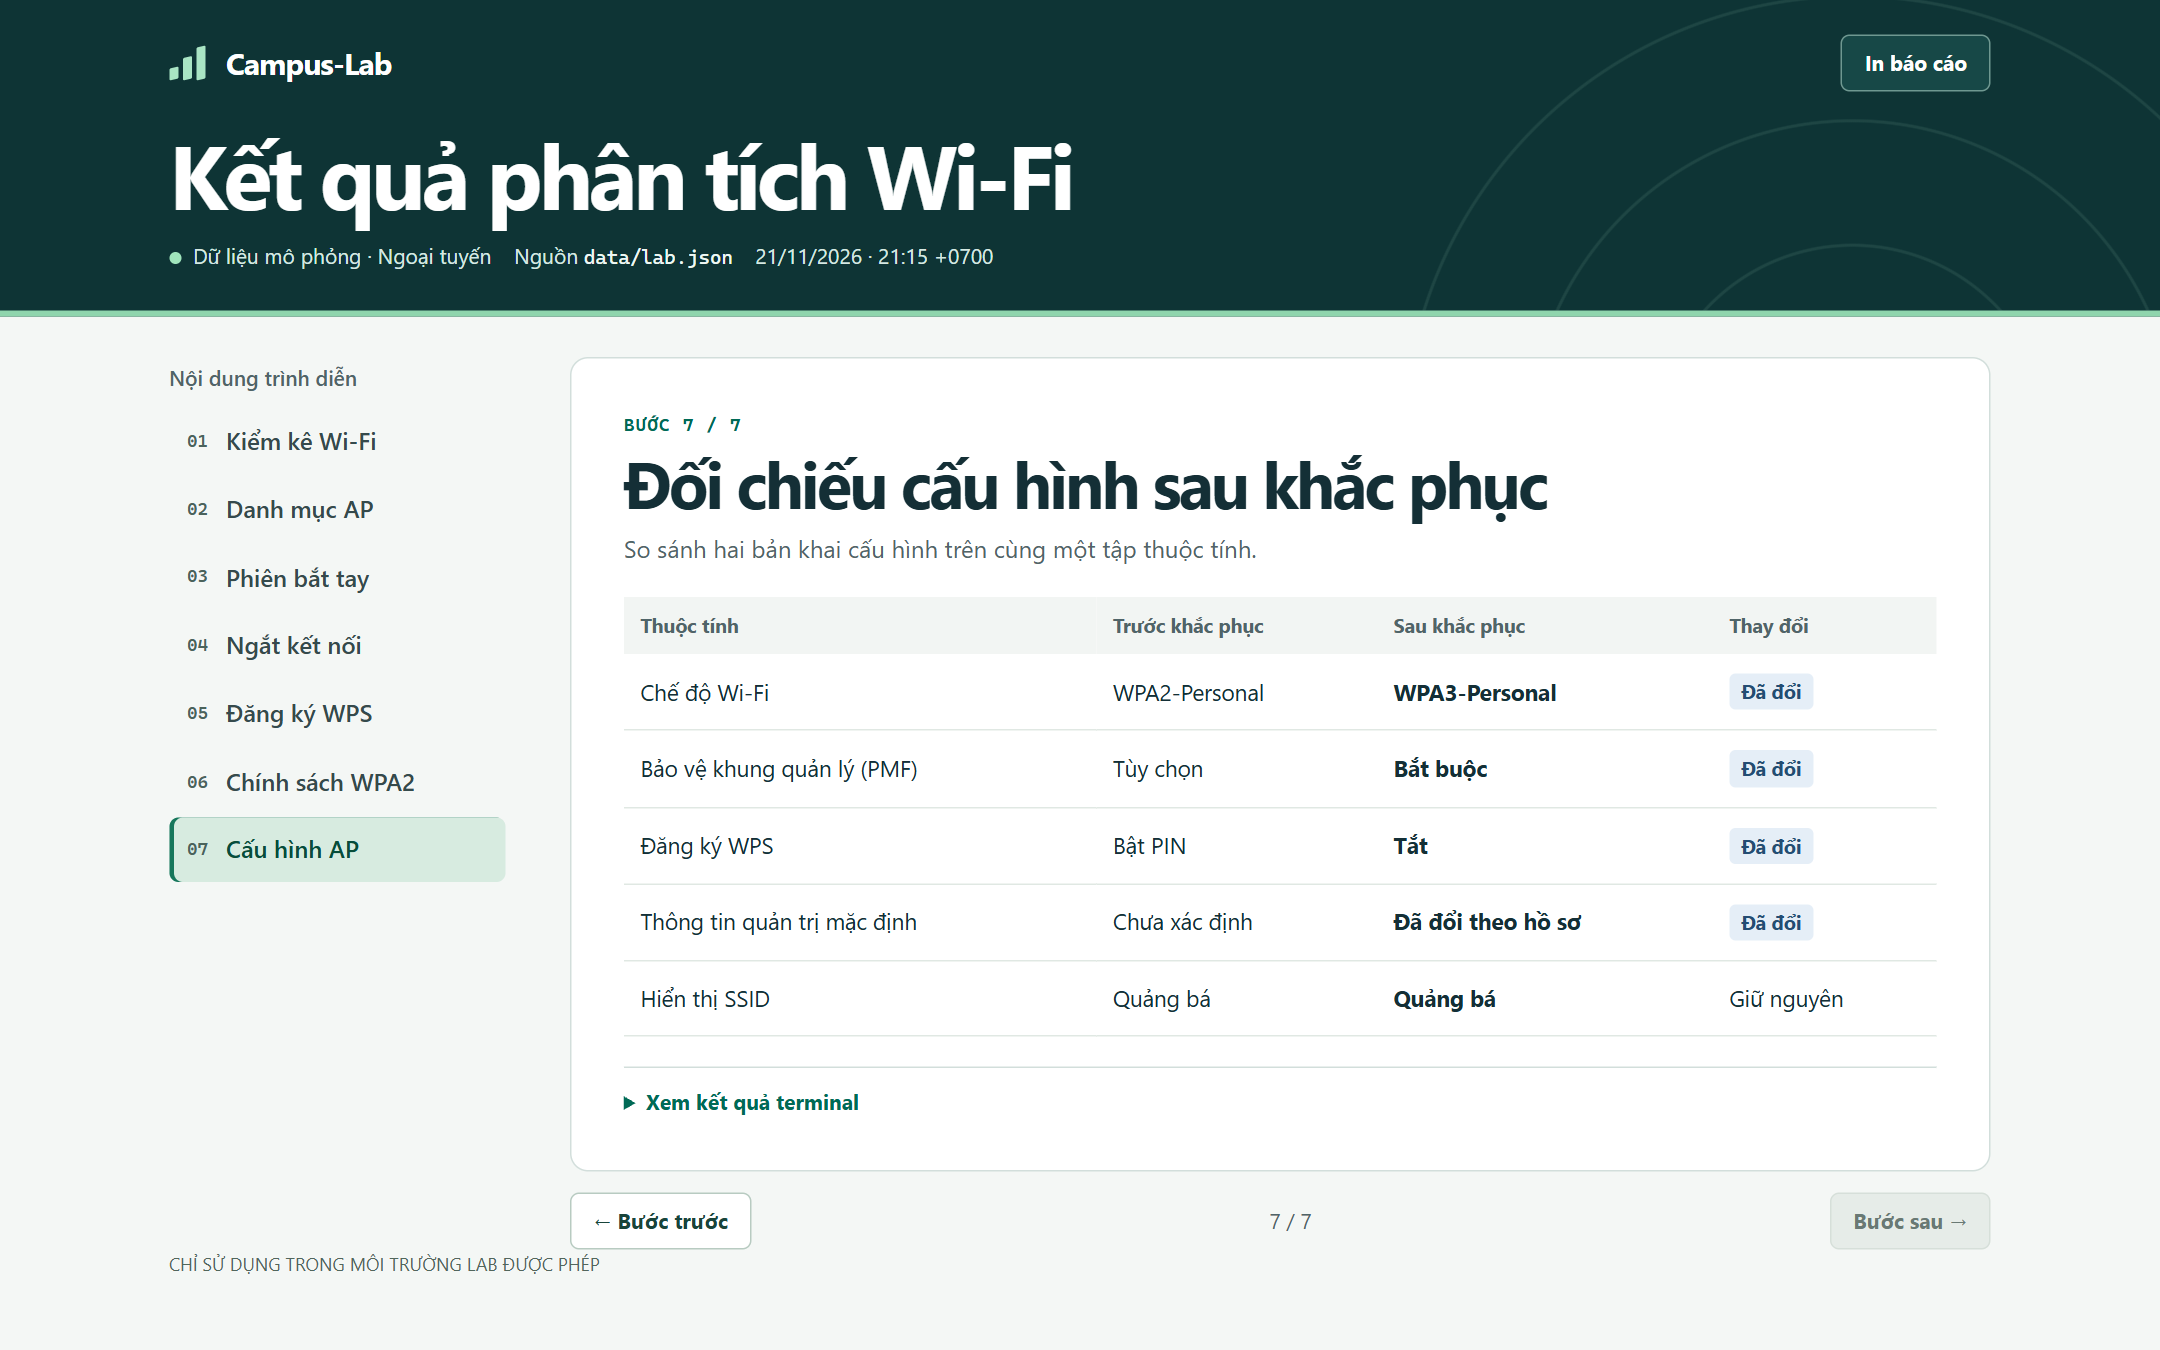 Campus-Lab
In báo cáo
Kết quả phân tích Wi-Fi
Dữ liệu mô phỏng · Ngoại tuyến Nguồn data/lab.json 21/11/2026 · 21:15 +0700
Nội dung trình diễn
01 Kiểm kê Wi-Fi
02 Danh mục AP
03 Phiên bắt tay
04 Ngắt kết nối
05 Đăng ký WPS
06 Chính sách WPA2
07 Cấu hình AP
BƯỚC 7 / 7
Đối chiếu cấu hình sau khắc phục
So sánh hai bản khai cấu hình trên cùng một tập thuộc tính.
Thuộc tính Trước khắc phục Sau khắc phục Thay đổi
Chế độ Wi-Fi WPA2-Personal WPA3-Personal Đã đổi
Bảo vệ khung quản lý (PMF) Tùy chọn Bắt buộc Đã đổi
Đăng ký WPS Bật PIN Tắt Đã đổi
Thông tin quản trị mặc định Chưa xác định Đã đổi theo hồ sơ Đã đổi
Hiển thị SSID Quảng bá Quảng bá Giữ nguyên
▶ Xem kết quả terminal
← Bước trước
7 / 7
Bước sau →
CHỈ SỬ DỤNG TRONG MÔI TRƯỜNG LAB ĐƯỢC PHÉP